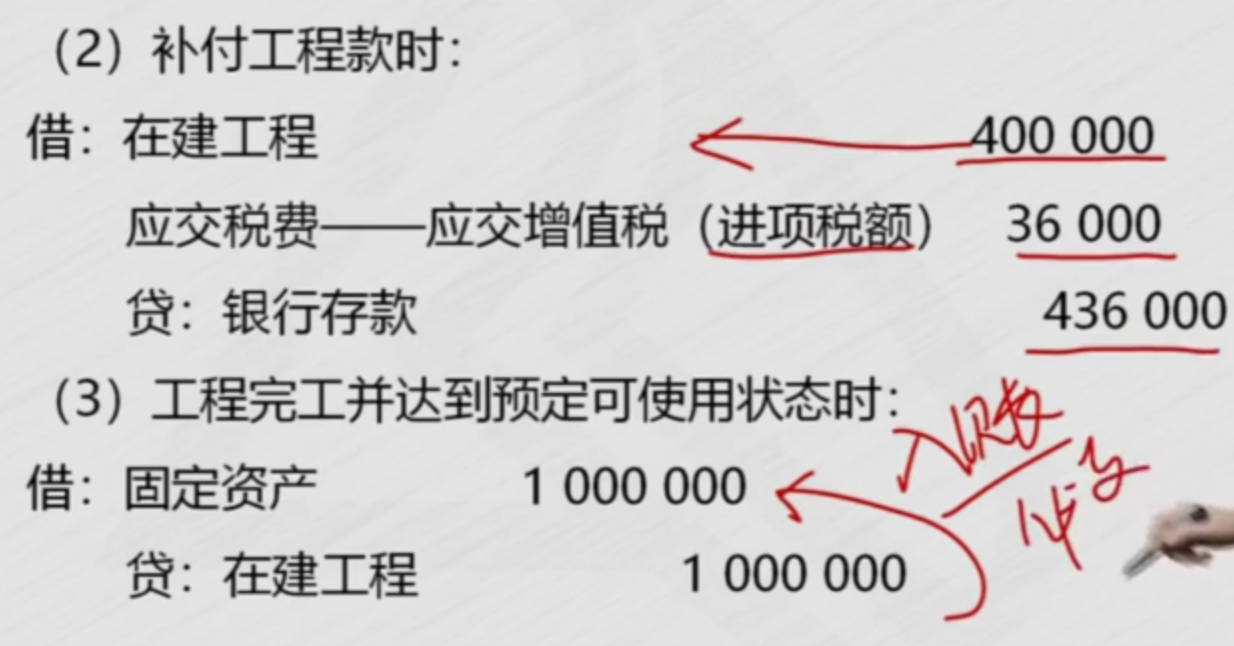 （2）补付工程款时：
借：在建工程 400 000
应交税费——应交增值税（进项税额） 36 000
贷：银行存款 436 000
（3）工程完工并达到预定可使用状态时：
入账
借：固定资产 1 000 000
贷：在建工程 1 000 000